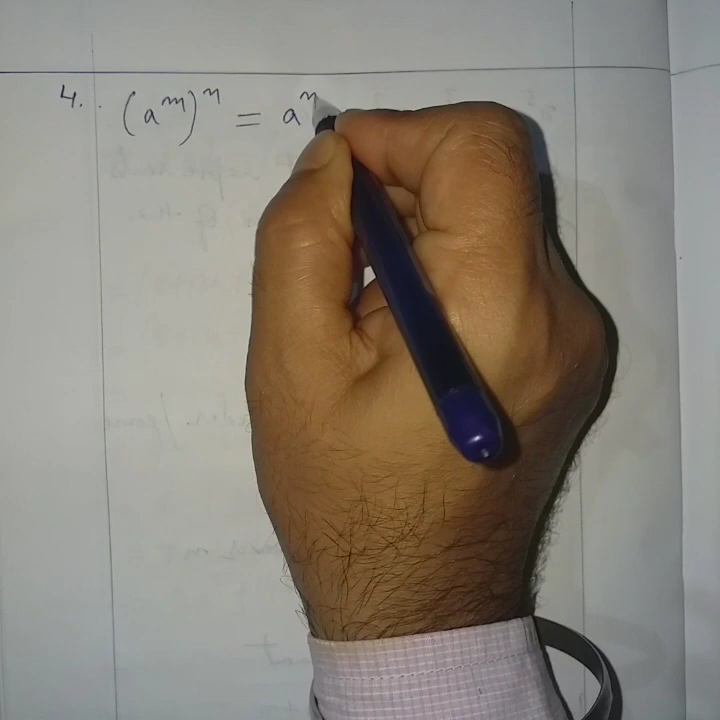 4. (a^m)^n = a^m